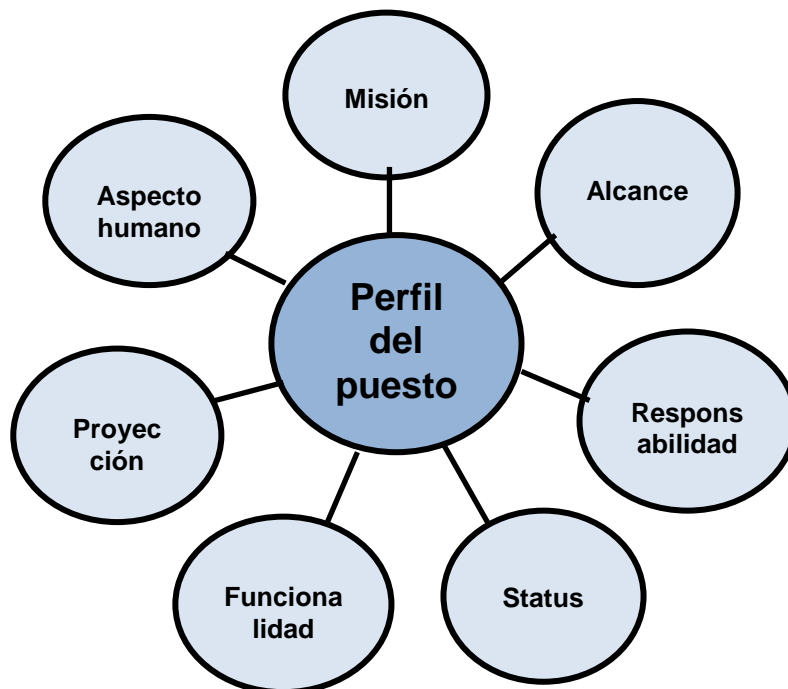 Misión
Alcance
Aspecto
humano
Perfil
del
puesto
Respons
abilidad
Proyec
ción
Funciona
lidad
Status